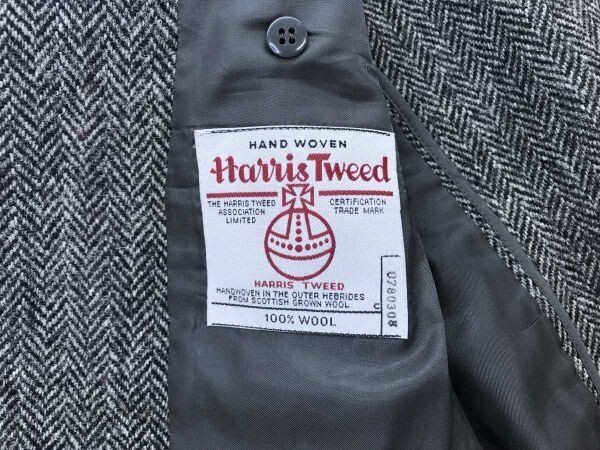 HAND WOVEN
Harris Tweed
THE HARRIS TWEED
ASSOCIATION
LIMITED
CERTIFICATION
TRADE MARK
HARRIS TWEED
HANDWOVEN IN THE OUTER HEBRIDES
FROM SCOTTISH GROWN WOOL
100% WOOL
C 0780308